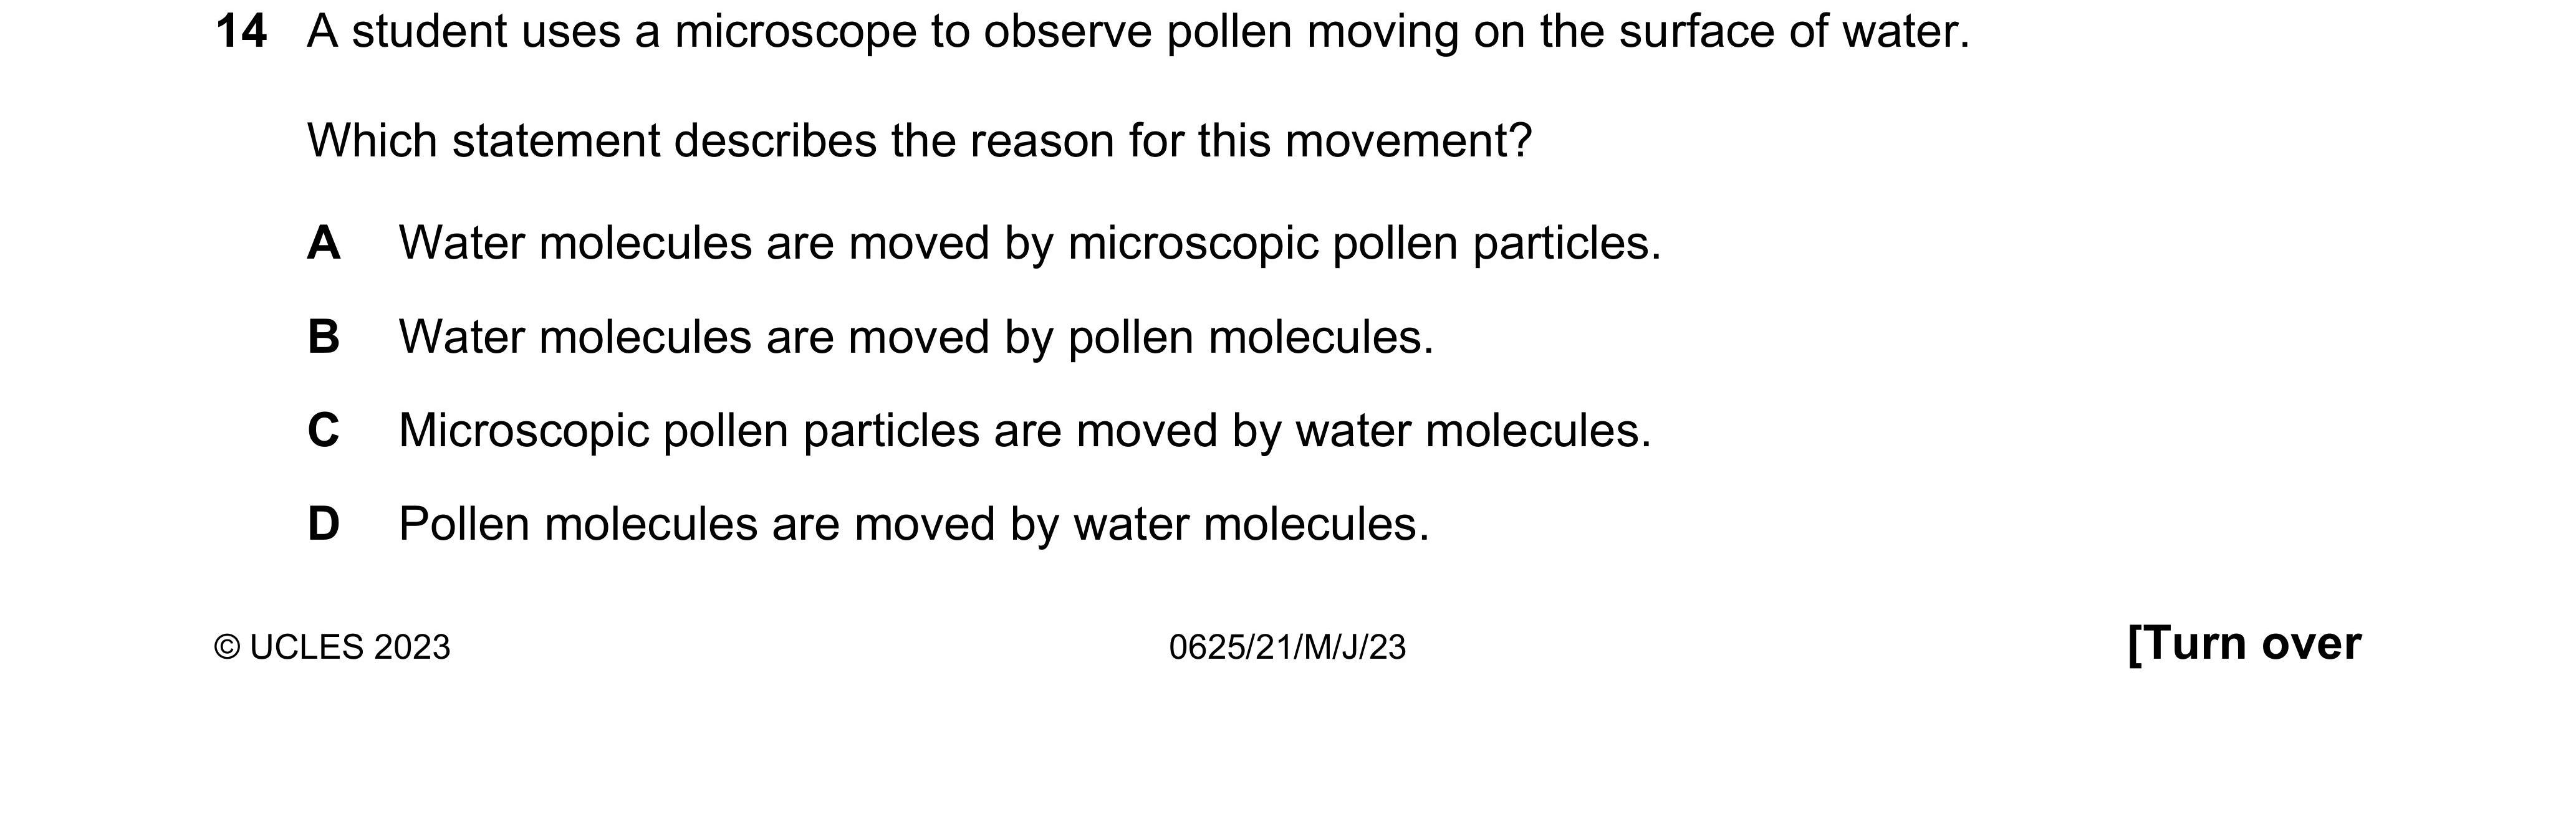 14 A student uses a microscope to observe pollen moving on the surface of water.
Which statement describes the reason for this movement?
A Water molecules are moved by microscopic pollen particles.
B Water molecules are moved by pollen molecules.
C Microscopic pollen particles are moved by water molecules.
D Pollen molecules are moved by water molecules.
© UCLES 2023 0625/21/M/J/23 [Turn over